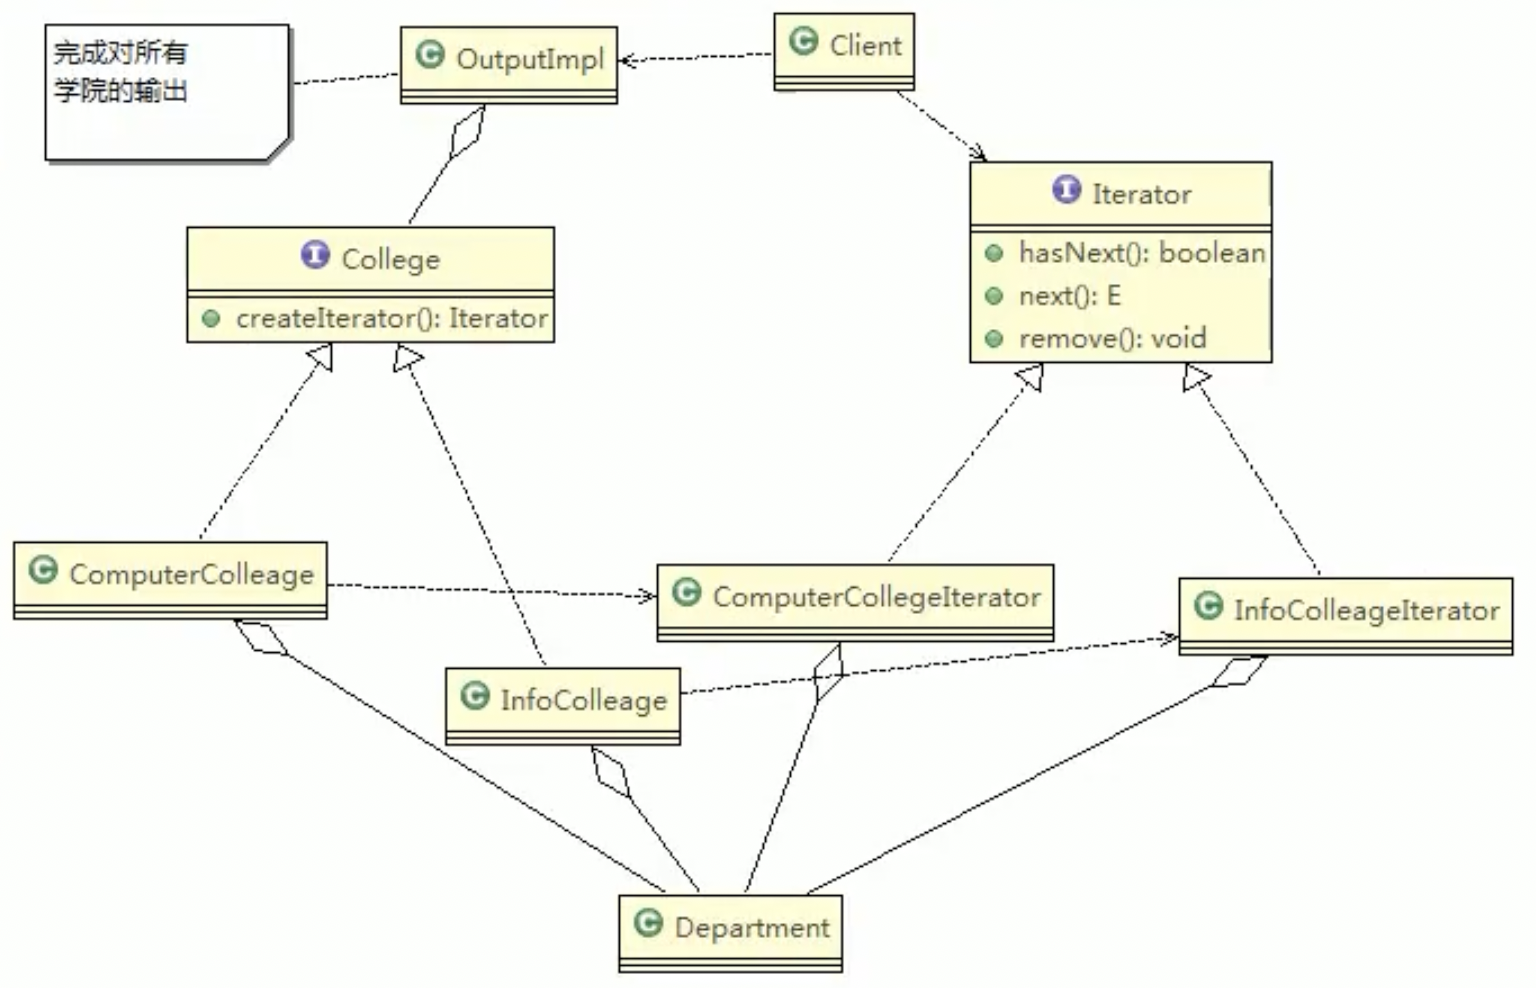 完成对所有
学院的输出
OutputImpl
Client
Iterator
hasNext(): boolean
next(): E
remove(): void
College
createIterator(): Iterator
ComputerColleage
ComputerCollegeIterator
InfoColleageIterator
InfoColleage
Department